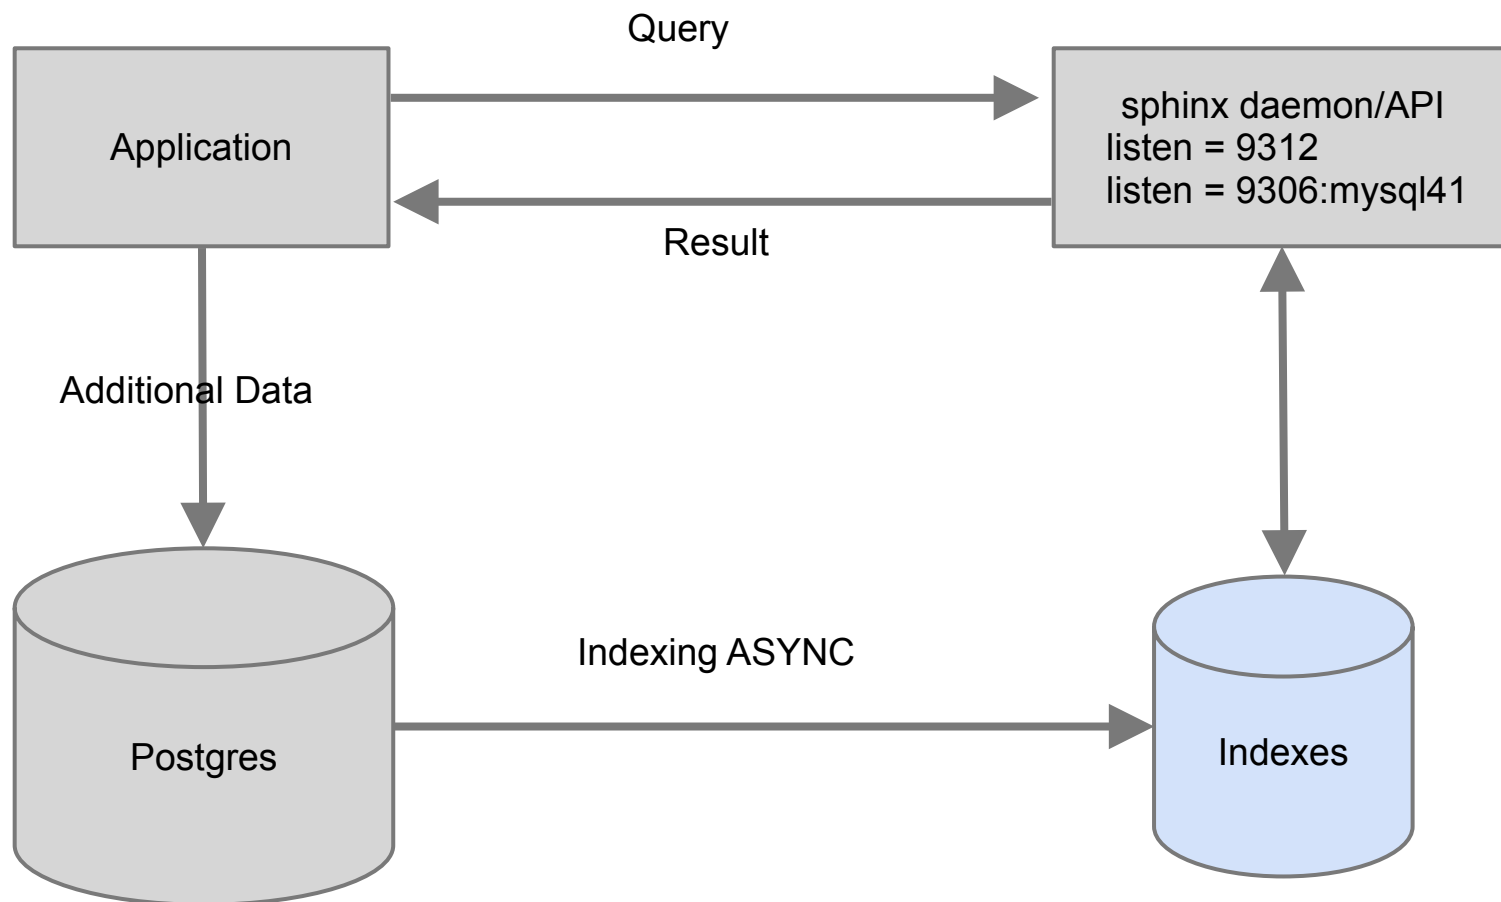 Query
Application
sphinx daemon/API
listen = 9312
listen = 9306:mysql41
Result
Additional Data
Indexing ASYNC
Postgres
Indexes